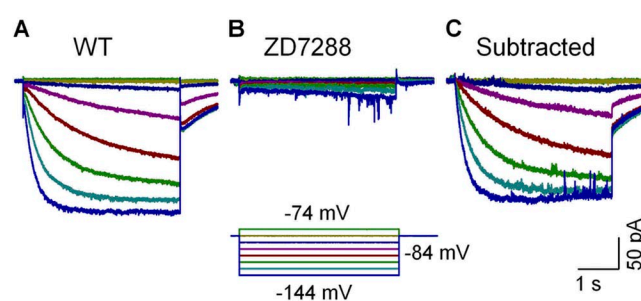 A WT
B ZD7288
C Subtracted
-74 mV
-84 mV
-144 mV
50 pA
1 s